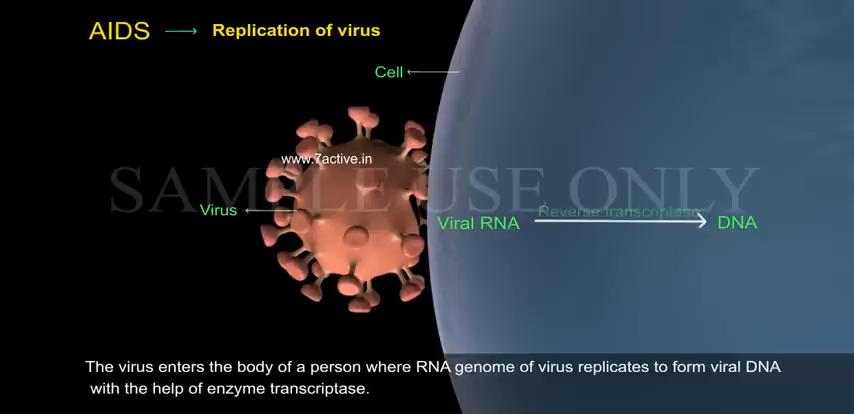 AIDS → Replication of virus
Cell
www.7active.in
SAMPLE USE ONLY
Virus
Reverse transcriptase
Viral RNA → DNA
The virus enters the body of a person where RNA genome of virus replicates to form viral DNA
with the help of enzyme transcriptase.